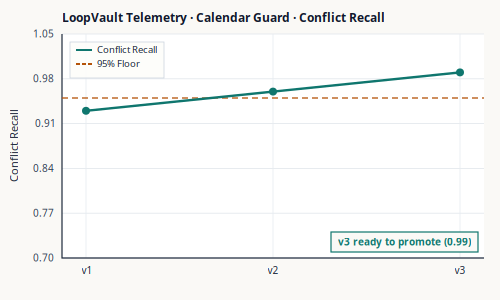 LoopVault Telemetry · Calendar Guard · Conflict Recall
Conflict Recall
95% Floor
1.05
0.98
0.91
0.84
0.77
0.70
Conflict Recall
v3 ready to promote (0.99)
v1
v2
v3